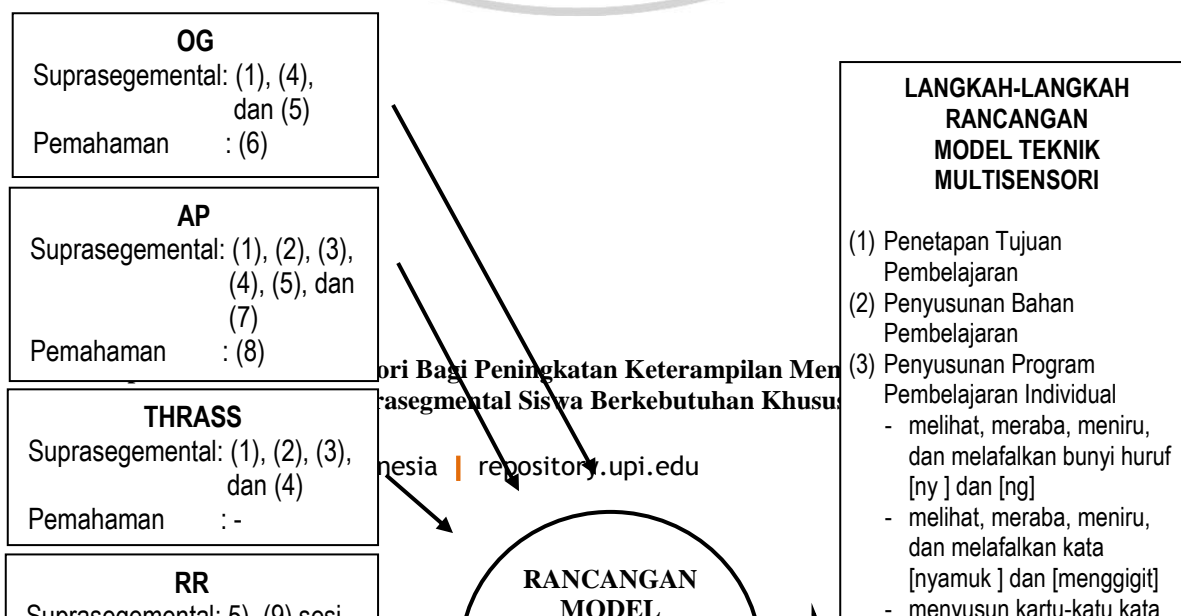 OG
Suprasegemental: (1), (4),
dan (5)
Pemahaman : (6)
AP
Suprasegemental: (1), (2), (3),
(4), (5), dan
(7)
Pemahaman : (8)
THRASS
Suprasegemental: (1), (2), (3),
dan (4)
Pemahaman : -
RR
Suprasegemental: 5), (9) sesi
ori Bagi Peningkatan Keterampilan Men
rasegmental Siswa Berkebutuhan Khusus
nesia | repository.upi.edu
RANCANGAN
MODEL
LANGKAH-LANGKAH
RANCANGAN
MODEL TEKNIK
MULTISENSORI
(1) Penetapan Tujuan
Pembelajaran
(2) Penyusunan Bahan
Pembelajaran
(3) Penyusunan Program
Pembelajaran Individual
- melihat, meraba, meniru,
dan melafalkan bunyi huruf
[ny ] dan [ng]
- melihat, meraba, meniru,
dan melafalkan kata
[nyamuk ] dan [menggigit]
- menyusun kartu-katu kata